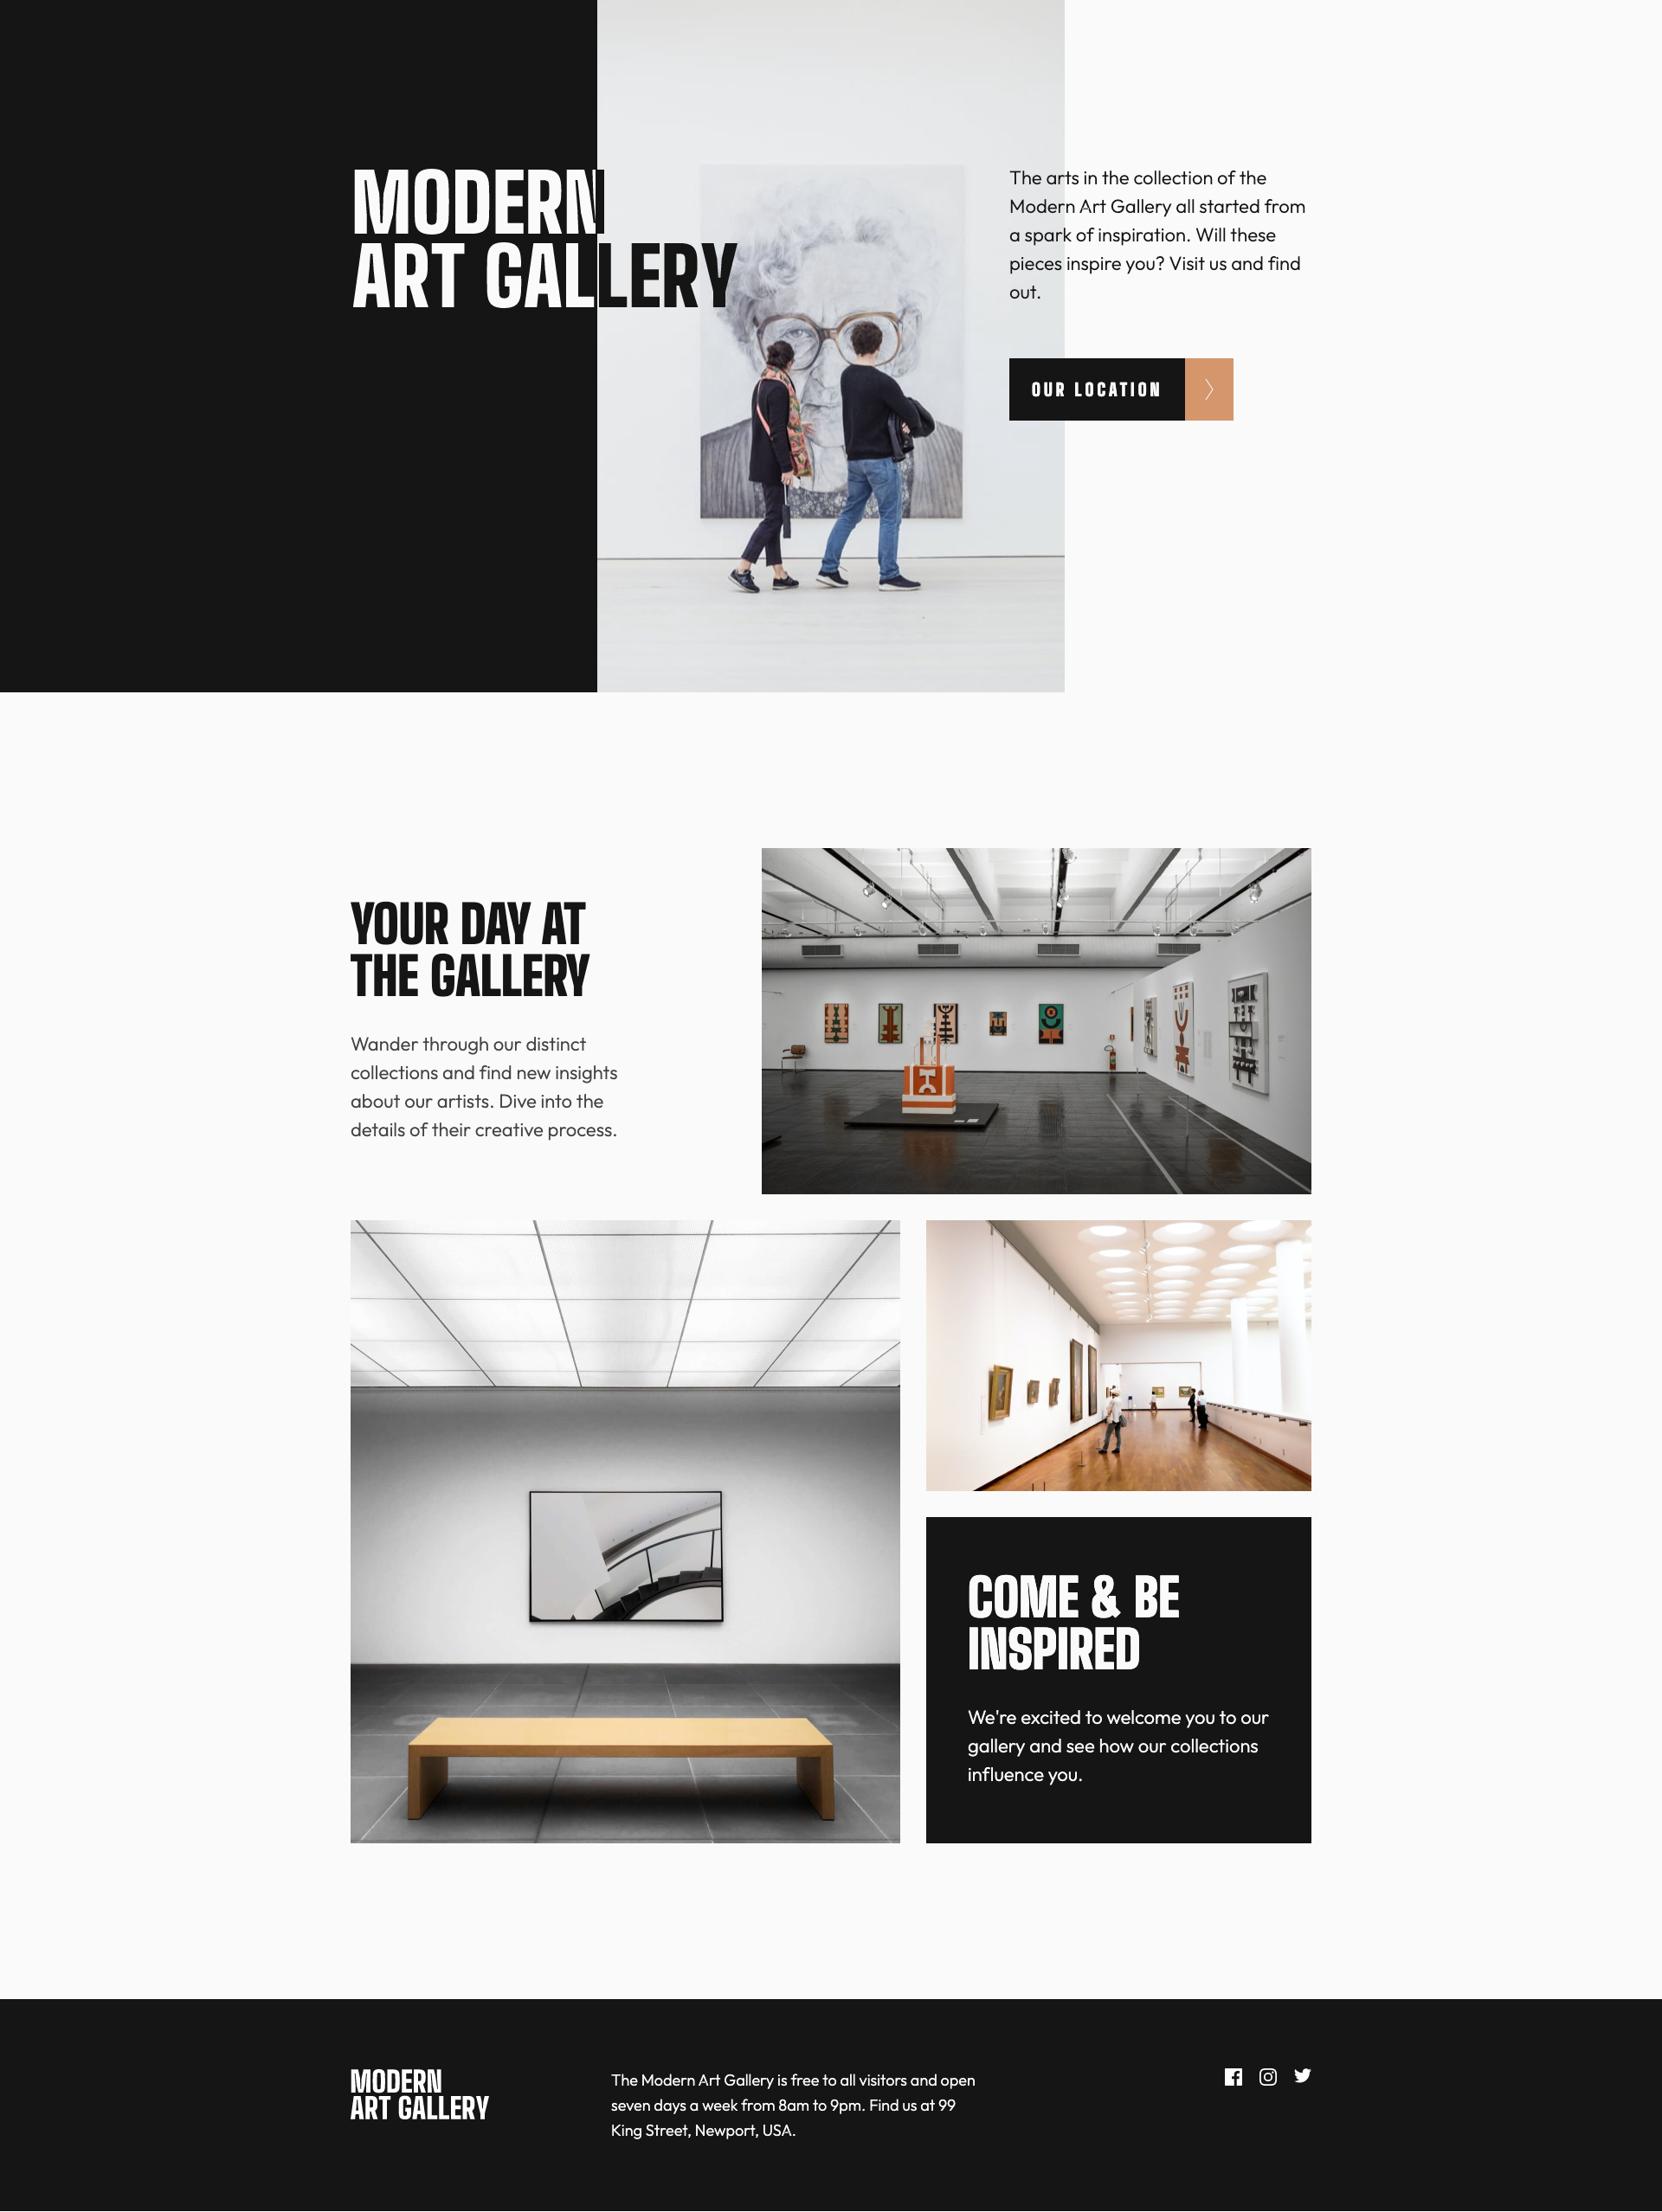 MODERN
ART GALLERY
The arts in the collection of the
Modern Art Gallery all started from
a spark of inspiration. Will these
pieces inspire you? Visit us and find
out.
OUR LOCATION
YOUR DAY AT
THE GALLERY
Wander through our distinct
collections and find new insights
about our artists. Dive into the
details of their creative process.
COME & BE
INSPIRED
We're excited to welcome you to our
gallery and see how our collections
influence you.
MODERN
ART GALLERY
The Modern Art Gallery is free to all visitors and open
seven days a week from 8am to 9pm. Find us at 99
King Street, Newport, USA.